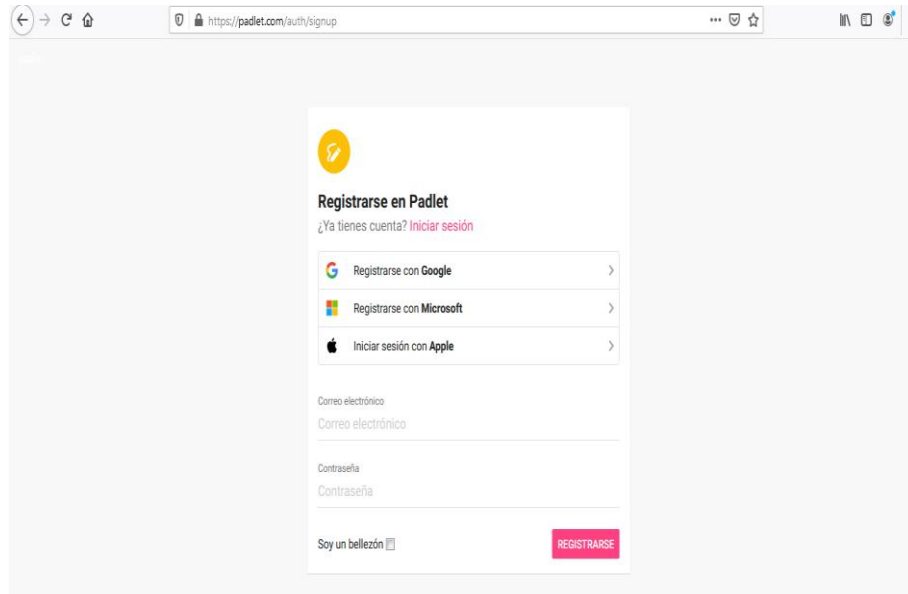 https://padlet.com/auth/signup
Registrarse en Padlet
¿Ya tienes cuenta? Iniciar sesión
Registrarse con Google
Registrarse con Microsoft
Iniciar sesión con Apple
Correo electrónico
Correo electrónico
Contraseña
Contraseña
Soy un bellezón
REGISTRARSE